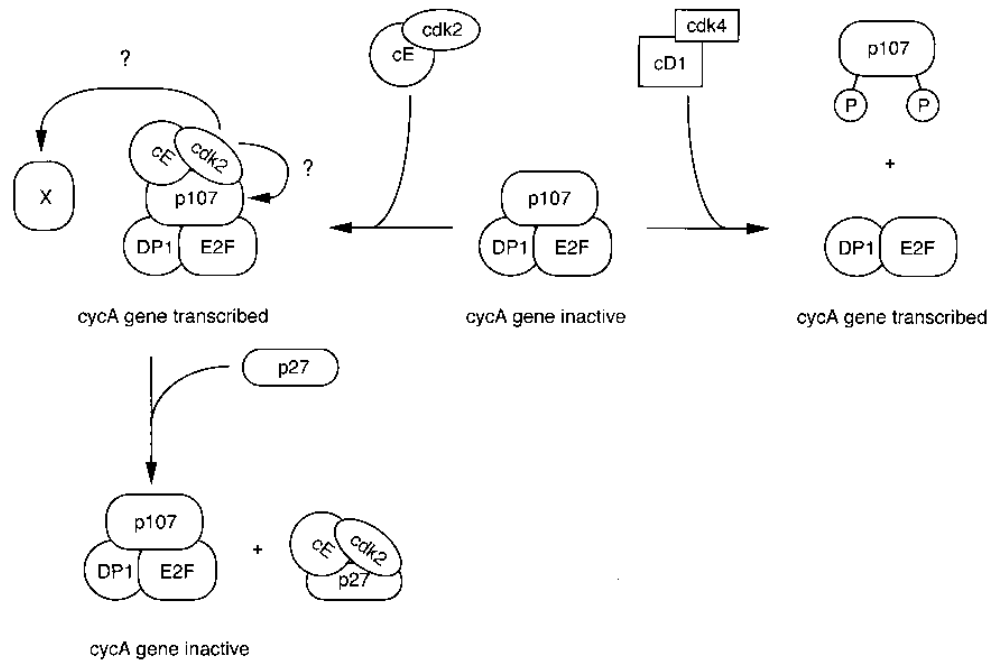 ?
cE
cdk2
cdk4
cD1
p107
P
P
+
X
cE
cdk2
?
p107
DP1
E2F
p107
DP1
E2F
DP1
E2F
cycA gene transcribed
cycA gene inactive
cycA gene transcribed
p27
p107
DP1
E2F
+
cE
cdk2
p27
cycA gene inactive